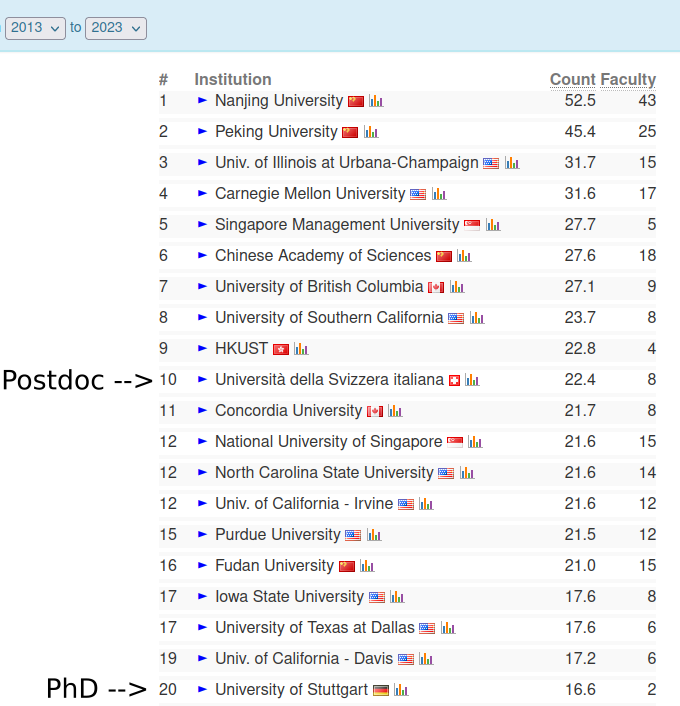 2013 to 2023
# Institution Count Faculty
1 ► Nanjing University 52.5 43
2 ► Peking University 45.4 25
3 ► Univ. of Illinois at Urbana-Champaign 31.7 15
4 ► Carnegie Mellon University 31.6 17
5 ► Singapore Management University 27.7 5
6 ► Chinese Academy of Sciences 27.6 18
7 ► University of British Columbia 27.1 9
8 ► University of Southern California 23.7 8
9 ► HKUST 22.8 4
Postdoc --> 10 ► Università della Svizzera italiana 22.4 8
11 ► Concordia University 21.7 8
12 ► National University of Singapore 21.6 15
12 ► North Carolina State University 21.6 14
12 ► Univ. of California - Irvine 21.6 12
15 ► Purdue University 21.5 12
16 ► Fudan University 21.0 15
17 ► Iowa State University 17.6 8
17 ► University of Texas at Dallas 17.6 6
19 ► Univ. of California - Davis 17.2 6
PhD --> 20 ► University of Stuttgart 16.6 2